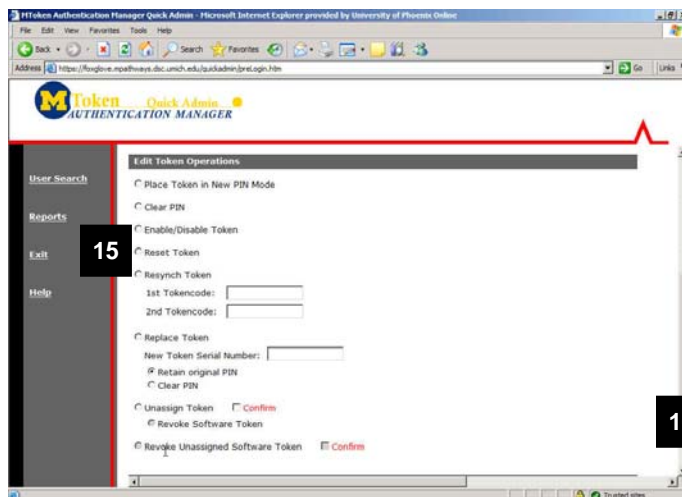 MToken Authentication Manager Quick Admin - Microsoft Internet Explorer provided by University of Phoenix Online
File Edit View Favorites Tools Help
Back Search Favorites
Address https://foxglove.mpathways.dsc.umich.edu/quickadmin/preLogin.htm Go Links
M Token Quick Admin
AUTHENTICATION MANAGER
Edit Token Operations
User Search
Place Token in New PIN Mode
Clear PIN
Reports
Enable/Disable Token
Exit
15
Reset Token
Resynch Token
Help
1st Tokencode:
2nd Tokencode:
Replace Token
New Token Serial Number:
Retain original PIN
Clear PIN
Unassign Token Confirm
1
Revoke Software Token
Revoke Unassigned Software Token Confirm
Trusted sites